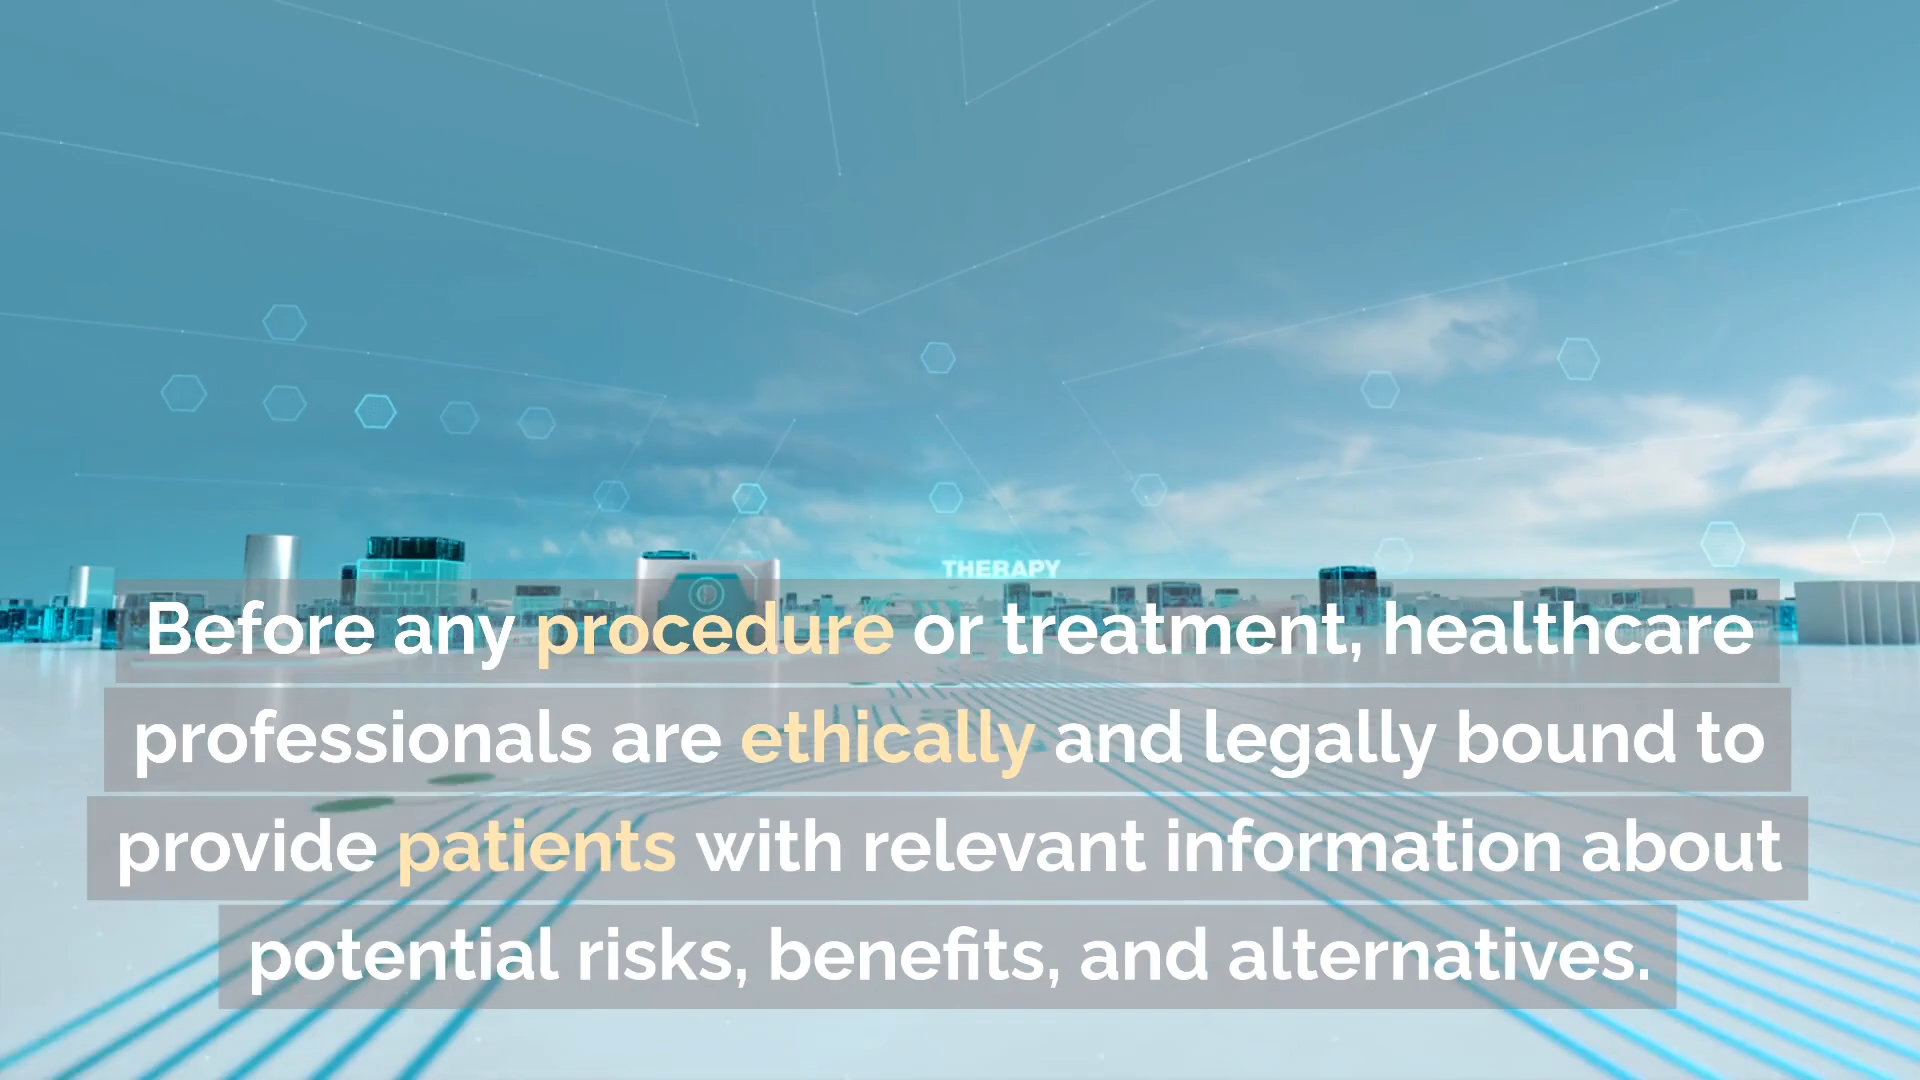 THERAPY
Before any procedure or treatment, healthcare
professionals are ethically and legally bound to
provide patients with relevant information about
potential risks, benefits, and alternatives.